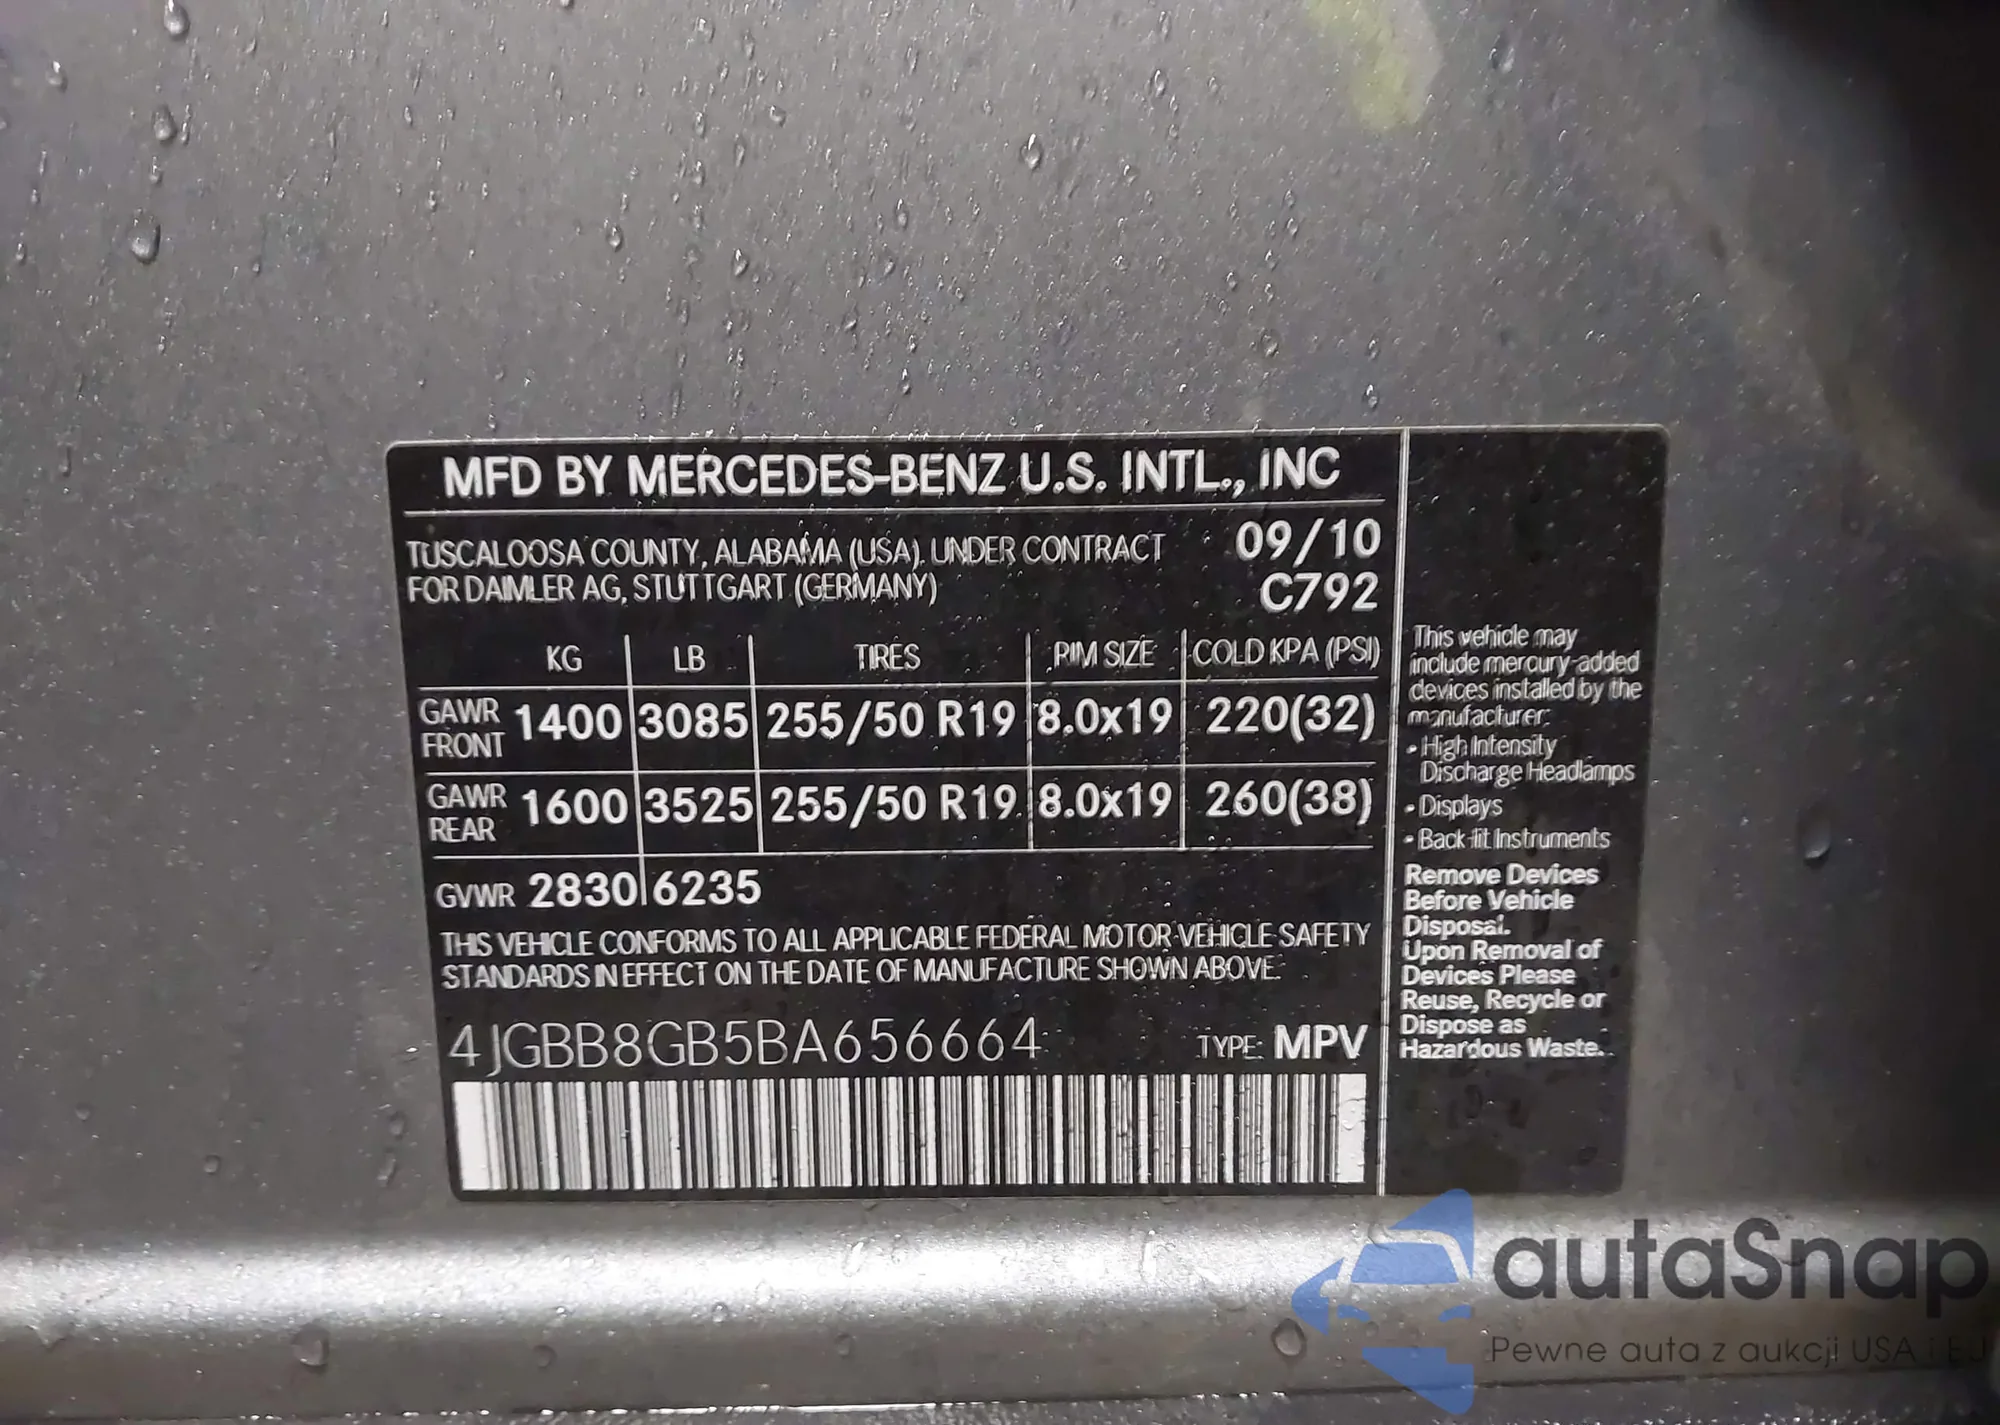 MFD BY MERCEDES-BENZ U.S. INTL., INC
TUSCALOOSA COUNTY, ALABAMA (USA), UNDER CONTRACT 09/10
FOR DAIMLER AG, STUTTGART (GERMANY) C792
KG LB TIRES RIM SIZE COLD KPA (PSI)
GAWR FRONT 1400 3085 255/50 R19 8.0x19 220(32)
GAWR REAR 1600 3525 255/50 R19 8.0x19 260(38)
GVWR 2830 6235
THIS VEHICLE CONFORMS TO ALL APPLICABLE FEDERAL MOTOR VEHICLE SAFETY
STANDARDS IN EFFECT ON THE DATE OF MANUFACTURE SHOWN ABOVE.
4JGBB8GB5BA656664 TYPE: MPV
This vehicle may
include mercury-added
devices installed by the
manufacturer:
• High Intensity
Discharge Headlamps
• Displays
• Back-lit Instruments
Remove Devices
Before Vehicle
Disposal.
Upon Removal of
Devices Please
Reuse, Recycle or
Dispose as
Hazardous Waste.
autaSnap
Pewne auta z aukcji USA i EU